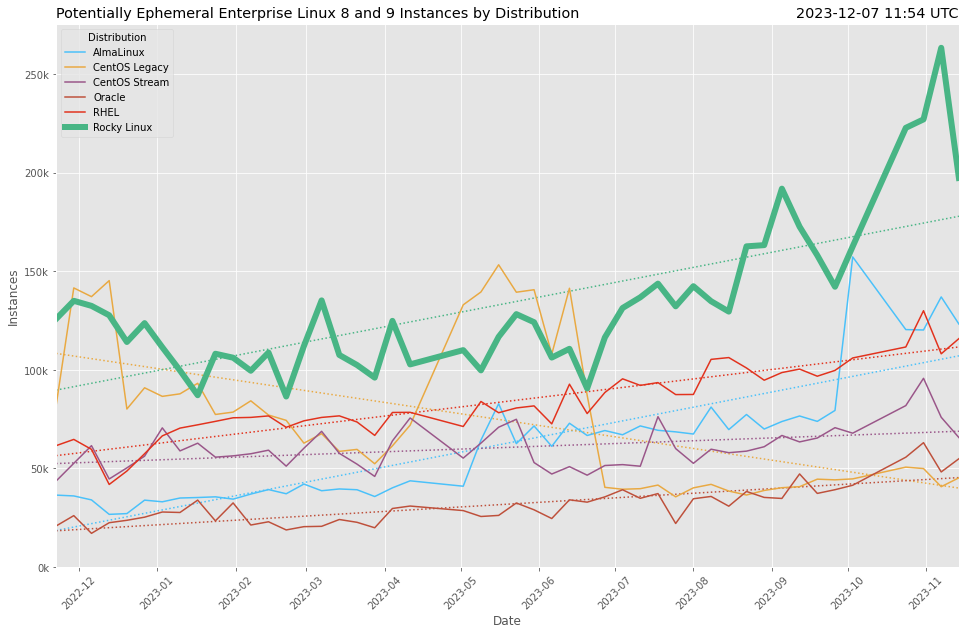 Potentially Ephemeral Enterprise Linux 8 and 9 Instances by Distribution
2023-12-07 11:54 UTC
Distribution
AlmaLinux
CentOS Legacy
CentOS Stream
Oracle
RHEL
Rocky Linux
250k
200k
150k
100k
50k
0k
Instances
2022-12
2023-01
2023-02
2023-03
2023-04
2023-05
2023-06
2023-07
2023-08
2023-09
2023-10
2023-11
Date